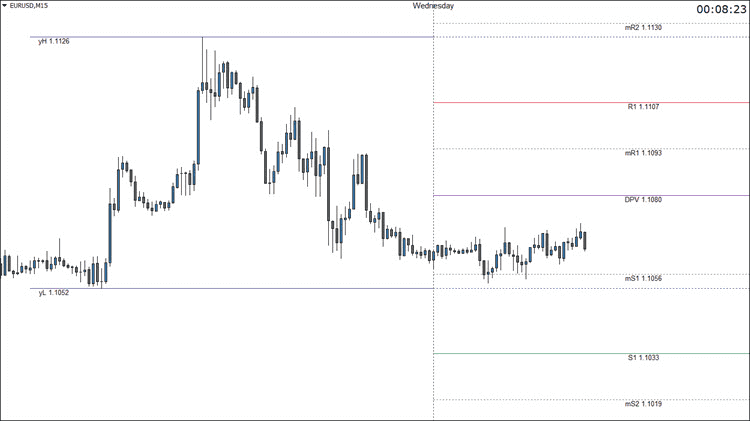 EURUSD,M15
Wednesday
00:08:23
mR2 1.1130
yH 1.1126
R1 1.1107
mR1 1.1093
DPV 1.1080
mS1 1.1056
yL 1.1052
S1 1.1033
mS2 1.1019